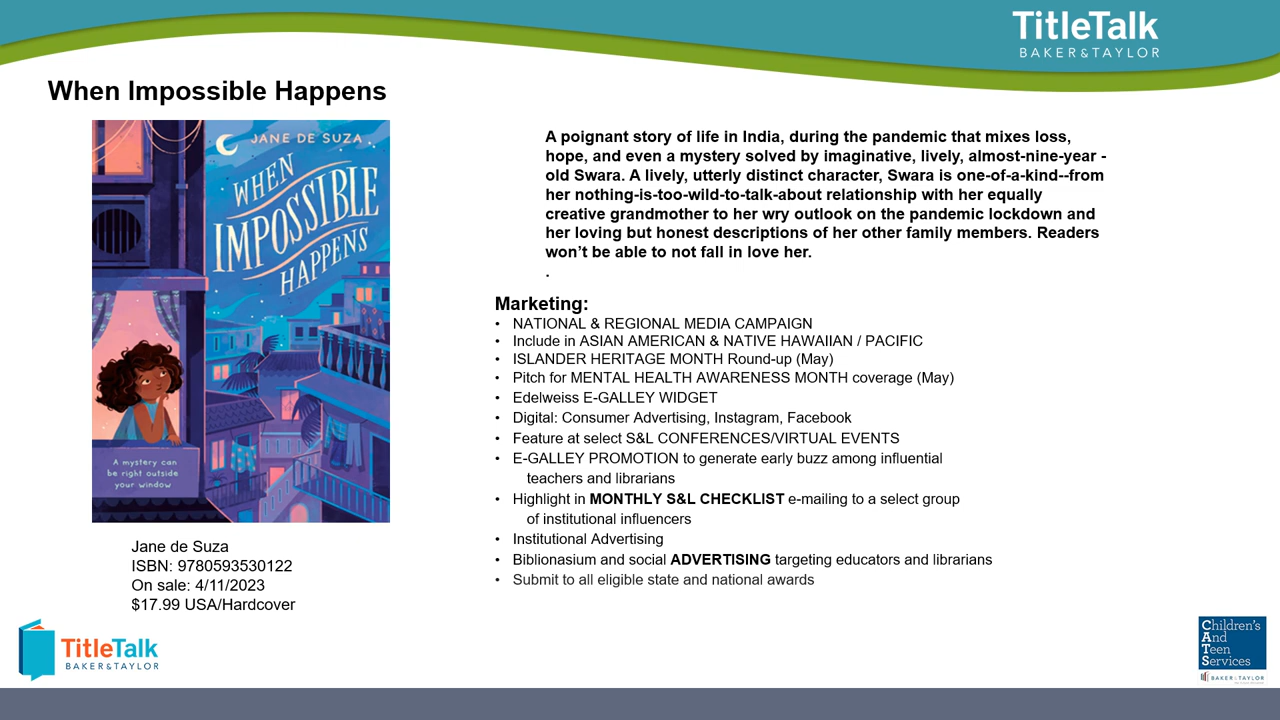 TitleTalk
BAKER & TAYLOR
When Impossible Happens
JANE DE SUZA
WHEN
IMPOSSIBLE
HAPPENS
A mystery can
be right outside
your window
Jane de Suza
ISBN: 9780593530122
On sale: 4/11/2023
$17.99 USA/Hardcover
A poignant story of life in India, during the pandemic that mixes loss,
hope, and even a mystery solved by imaginative, lively, almost-nine-year -
old Swara. A lively, utterly distinct character, Swara is one-of-a-kind--from
her nothing-is-too-wild-to-talk-about relationship with her equally
creative grandmother to her wry outlook on the pandemic lockdown and
her loving but honest descriptions of her other family members. Readers
won’t be able to not fall in love her.
.
Marketing:
• NATIONAL & REGIONAL MEDIA CAMPAIGN
• Include in ASIAN AMERICAN & NATIVE HAWAIIAN / PACIFIC
• ISLANDER HERITAGE MONTH Round-up (May)
• Pitch for MENTAL HEALTH AWARENESS MONTH coverage (May)
• Edelweiss E-GALLEY WIDGET
• Digital: Consumer Advertising, Instagram, Facebook
• Feature at select S&L CONFERENCES/VIRTUAL EVENTS
• E-GALLEY PROMOTION to generate early buzz among influential
teachers and librarians
• Highlight in MONTHLY S&L CHECKLIST e-mailing to a select group
of institutional influencers
• Institutional Advertising
• Biblionasium and social ADVERTISING targeting educators and librarians
• Submit to all eligible state and national awards
TitleTalk
BAKER & TAYLOR
Children's
And
Teen
Services
BAKER & TAYLOR